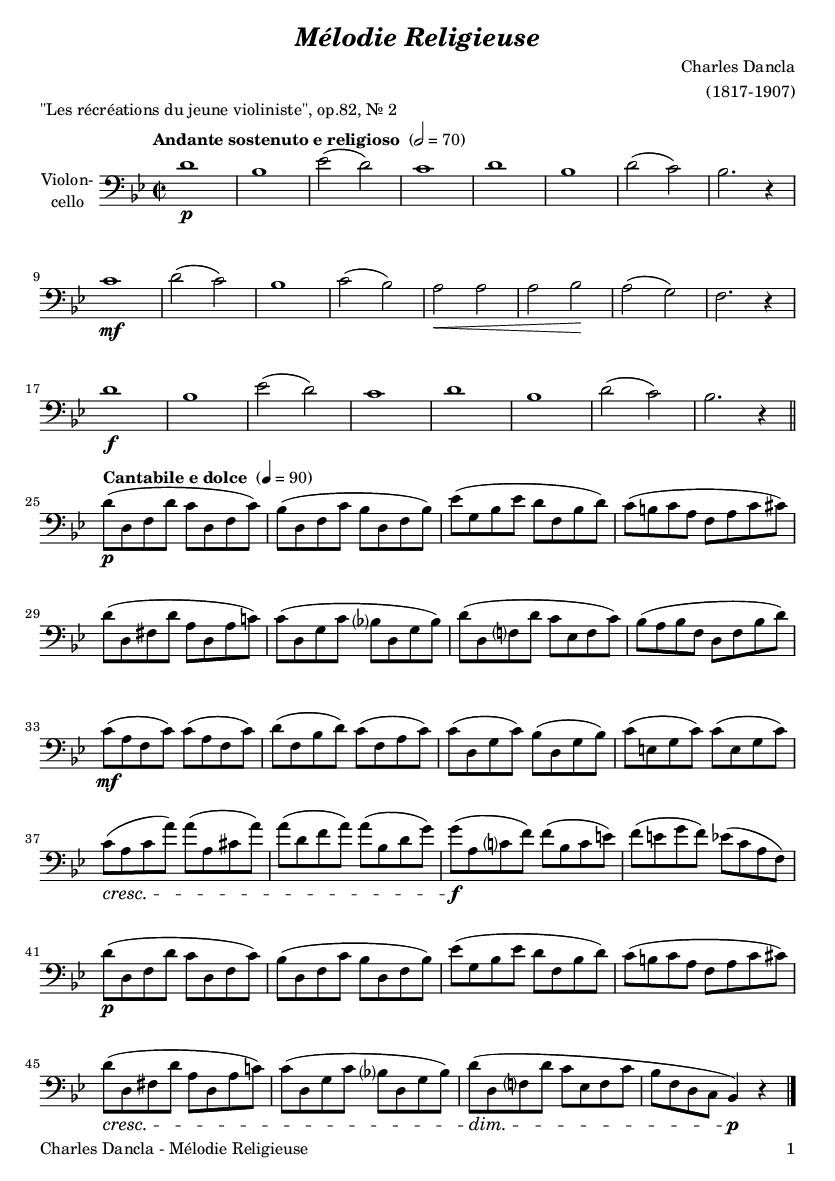 Mélodie Religieuse
Charles Dancla
(1817-1907)
"Les récréations du jeune violiniste", op.82, № 2
Andante sostenuto e religioso (𝅗𝅥 = 70)
Violon-
cello
p
9
mf
17
f
Cantabile e dolce (♩ = 90)
25
p
29
33
mf
37
cresc.
f
41
p
45
cresc.
dim.
p
Charles Dancla - Mélodie Religieuse
1